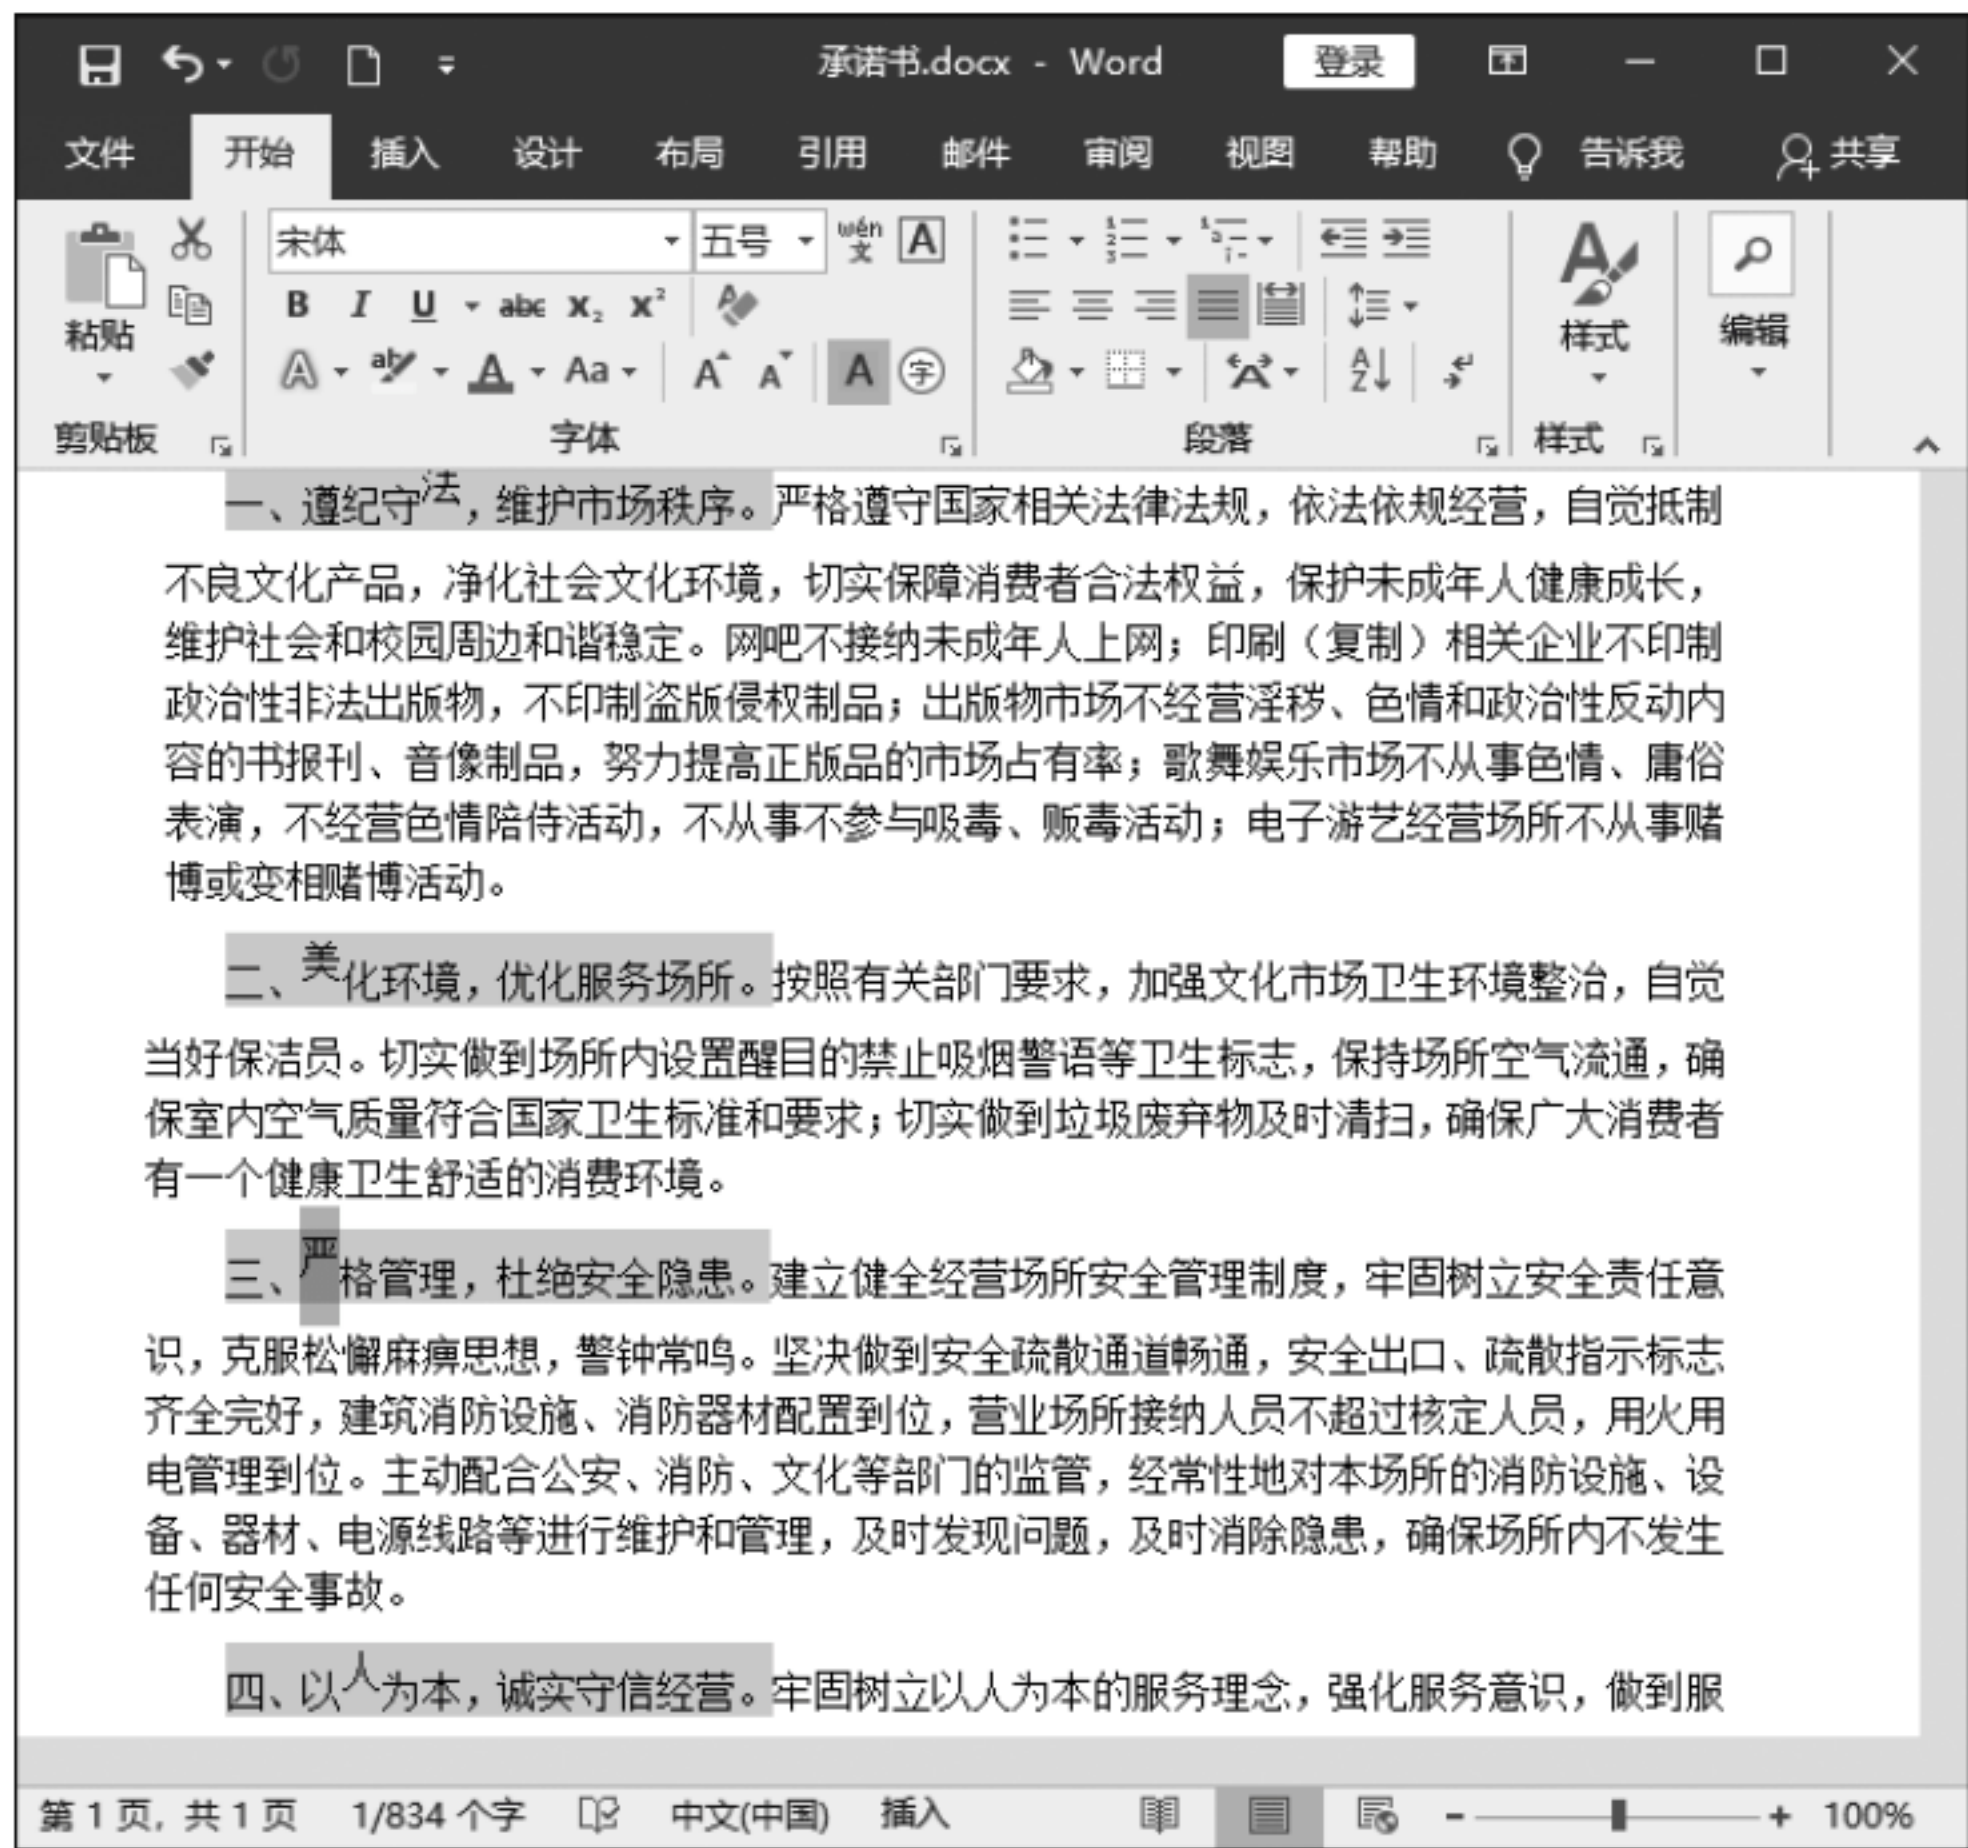 承诺书.docx - Word 登录
文件 开始 插入 设计 布局 引用 邮件 审阅 视图 帮助 告诉我 共享
宋体 五号 wén文 A
B I U abc x₂ x²
粘贴 样式 编辑
A aby A Aa A A A 字 A AZ
剪贴板 字体 段落 样式
一、遵纪守法，维护市场秩序。严格遵守国家相关法律法规，依法依规经营，自觉抵制
不良文化产品，净化社会文化环境，切实保障消费者合法权益，保护未成年人健康成长，
维护社会和校园周边和谐稳定。网吧不接纳未成年人上网；印刷（复制）相关企业不印制
政治性非法出版物，不印制盗版侵权制品；出版物市场不经营淫秽、色情和政治性反动内
容的书报刊、音像制品，努力提高正版品的市场占有率；歌舞娱乐市场不从事色情、庸俗
表演，不经营色情陪侍活动，不从事不参与吸毒、贩毒活动；电子游艺经营场所不从事赌
博或变相赌博活动。
二、美化环境，优化服务场所。按照有关部门要求，加强文化市场卫生环境整治，自觉
当好保洁员。切实做到场所内设置醒目的禁止吸烟警语等卫生标志，保持场所空气流通，确
保室内空气质量符合国家卫生标准和要求；切实做到垃圾废弃物及时清扫，确保广大消费者
有一个健康卫生舒适的消费环境。
三、严格管理，杜绝安全隐患。建立健全经营场所安全管理制度，牢固树立安全责任意
识，克服松懈麻痹思想，警钟常鸣。坚决做到安全疏散通道畅通，安全出口、疏散指示标志
齐全完好，建筑消防设施、消防器材配置到位，营业场所接纳人员不超过核定人员，用火用
电管理到位。主动配合公安、消防、文化等部门的监管，经常性地对本场所的消防设施、设
备、器材、电源线路等进行维护和管理，及时发现问题，及时消除隐患，确保场所内不发生
任何安全事故。
四、以人为本，诚实守信经营。牢固树立以人为本的服务理念，强化服务意识，做到服
第 1 页, 共 1 页 1/834 个字 中文(中国) 插入 - + 100%